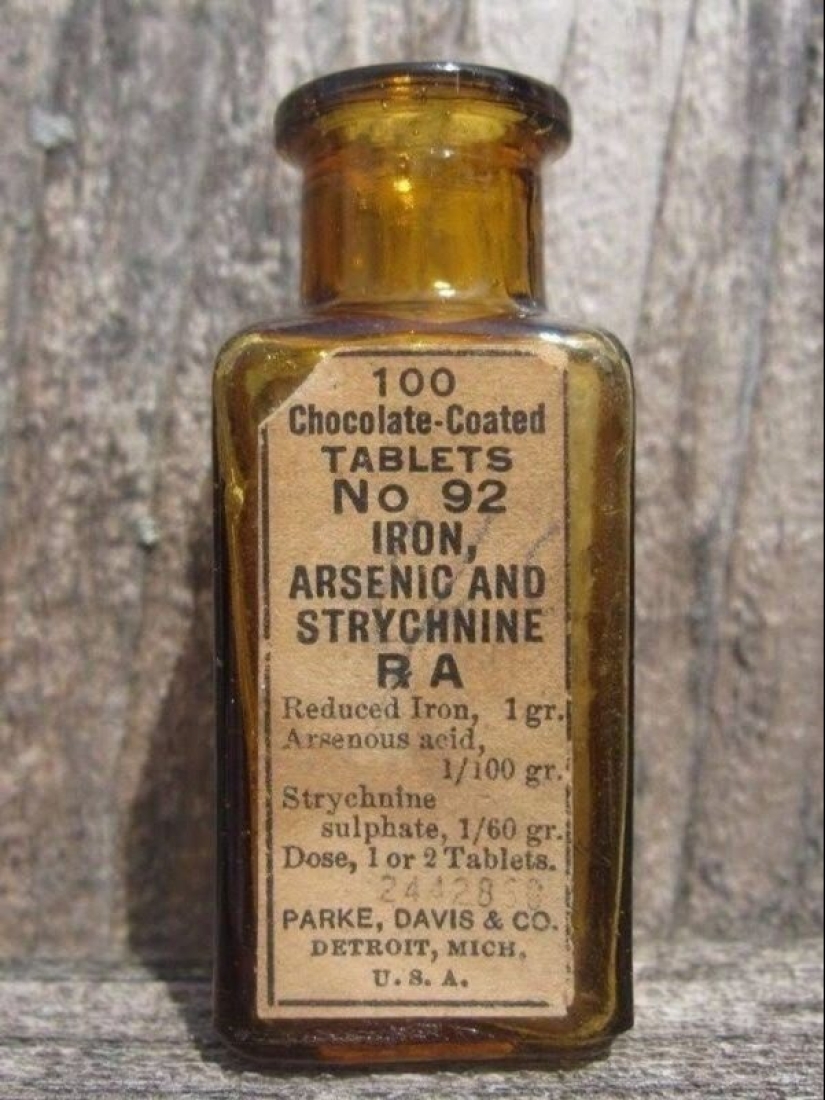 100
Chocolate-Coated
TABLETS
No 92
IRON,
ARSENIC AND
STRYCHNINE
℞ A
Reduced Iron, 1 gr.
Arsenous acid,
1/100 gr.
Strychnine
sulphate, 1/60 gr.
Dose, 1 or 2 Tablets.
PARKE, DAVIS & CO.
DETROIT, MICH.
U. S. A.